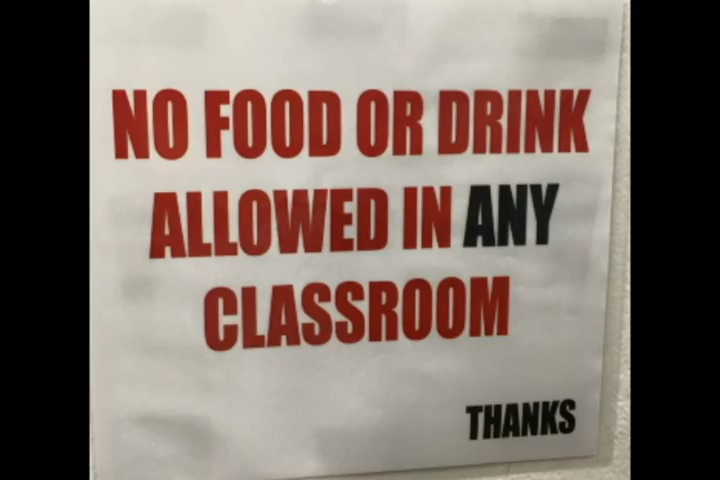 NO FOOD OR DRINK
ALLOWED IN ANY
CLASSROOM
THANKS